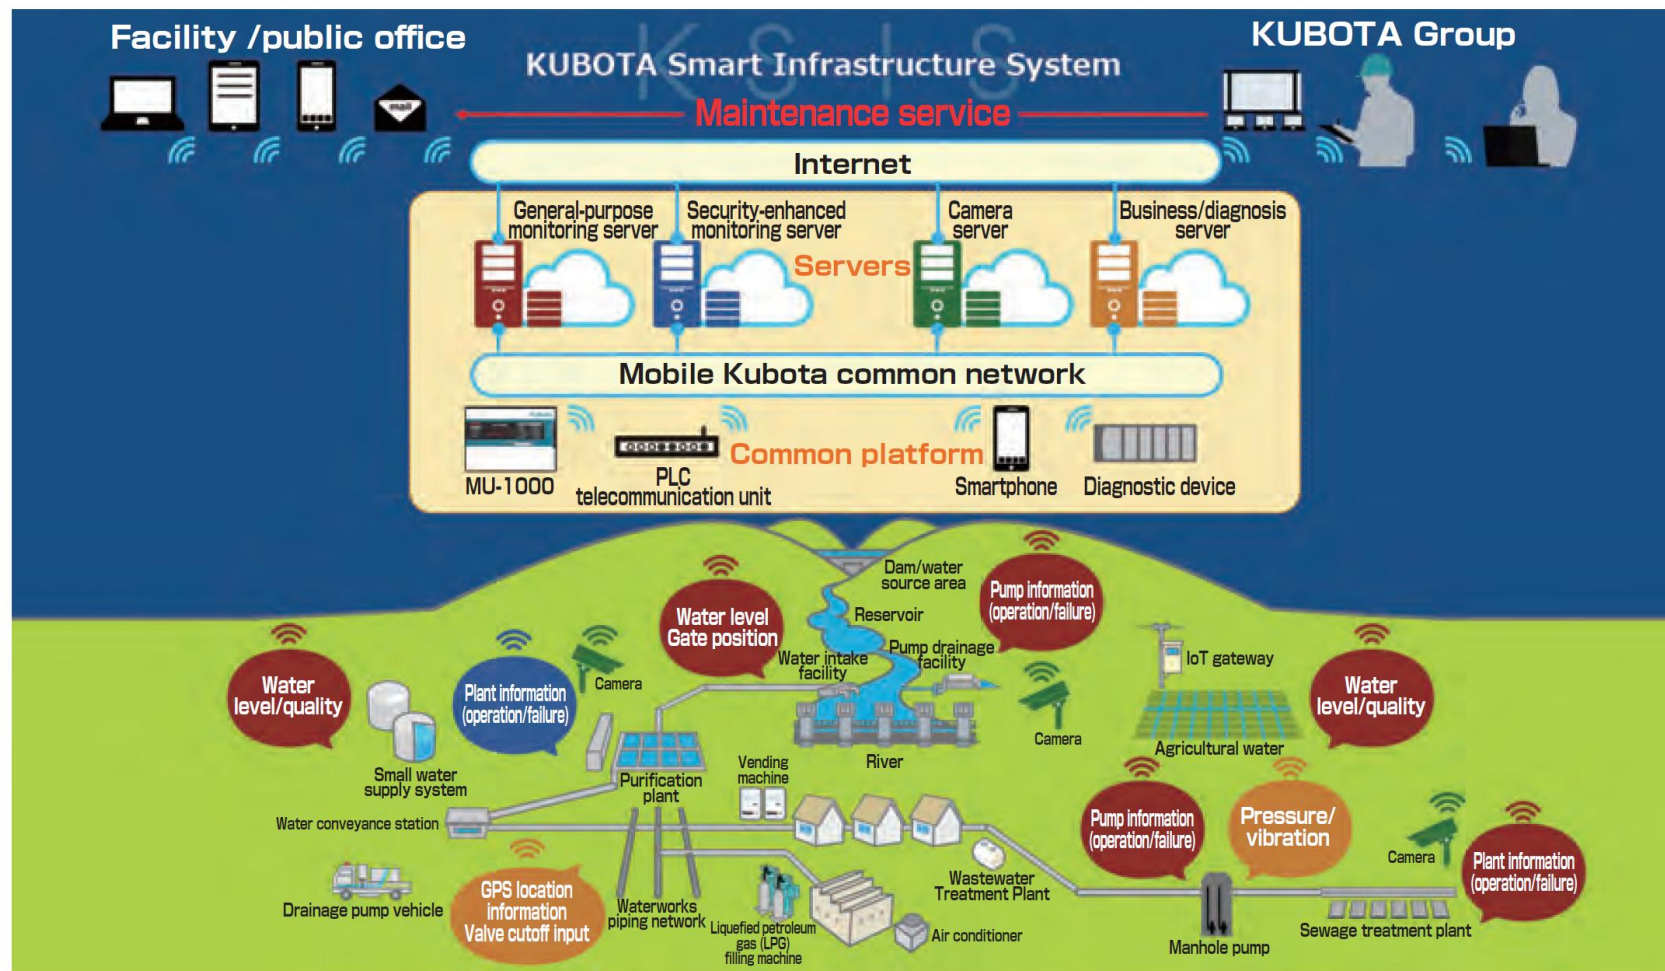 Facility /public office
KUBOTA Group
KSIS
KUBOTA Smart Infrastructure System
Maintenance service
mail
Internet
General-purpose
monitoring server
Security-enhanced
monitoring server
Camera
server
Business/diagnosis
server
Servers
Mobile Kubota common network
MU-1000
PLC
telecommunication unit
Common platform
Smartphone
Diagnostic device
Dam/water
source area
Pump information
(operation/failure)
Water level
Gate position
Reservoir
Water intake
facility
Pump drainage
facility
IoT gateway
Water
level/quality
Plant information
(operation/failure)
Camera
Water
level/quality
Camera
Agricultural water
Small water
supply system
Purification
plant
Vending
machine
River
Water conveyance station
Pump information
(operation/failure)
Pressure/
vibration
Camera
Plant information
(operation/failure)
Drainage pump vehicle
GPS location
information
Valve cutoff input
Waterworks
piping network
Liquefied petroleum
gas (LPG)
filling machine
Air conditioner
Wastewater
Treatment Plant
Manhole pump
Sewage treatment plant